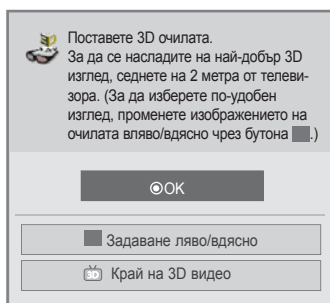 Поставете 3D очилата.
За да се насладите на най-добър 3D
изглед, седнете на 2 метра от телеви-
зора. (За да изберете по-удобен
изглед, променете изображението на
очилата вляво/вдясно чрез бутона .)
OK
Задаване ляво/вдясно
3D Край на 3D видео